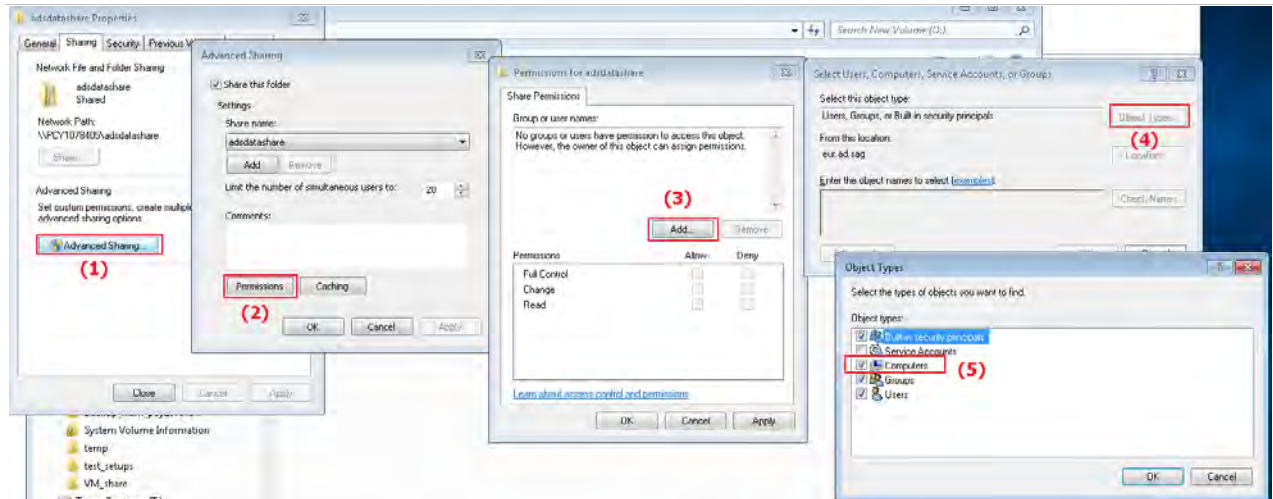 adsdatashare Properties
General Sharing Security Previous
Network File and Folder Sharing
adsdatashare
Shared
Network Path:
\\PCY1078405\adsdatashare
Share...
Advanced Sharing
Set custom permissions, create multiple
advanced sharing options.
Advanced Sharing...
(1)
Close Cancel Apply
System Volume Information
temp
test_setups
VM_share
Advanced Sharing
Share this folder
Settings
Share name:
adsdatashare
Add Remove
Limit the number of simultaneous users to: 20
Comments:
Permissions Caching
(2)
OK Cancel Apply
Search New Volume (D:)
Permissions for adsdatashare
Share Permissions
Group or user names:
No groups or users have permission to access this object.
However, the owner of this object can assign permissions.
(3)
Add... Remove
Permissions Allow Deny
Full Control
Change
Read
Learn about access control and permissions
OK Cancel Apply
Select Users, Computers, Service Accounts, or Groups
Select this object type:
Users, Groups, or Built-in security principals
Object Types...
(4)
From this location:
eur.ad.sag
Locations...
Enter the object names to select (examples):
Check Names
Object Types
Select the types of objects you want to find.
Object types:
Built-in security principals
Service Accounts
Computers
(5)
Groups
Users
OK Cancel